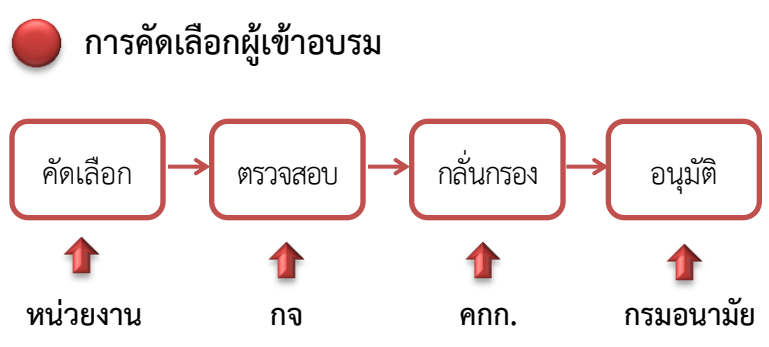 การคัดเลือกผู้เข้าอบรม
คัดเลือก ตรวจสอบ กลั่นกรอง อนุมัติ
หน่วยงาน กจ คกก. กรมอนามัย